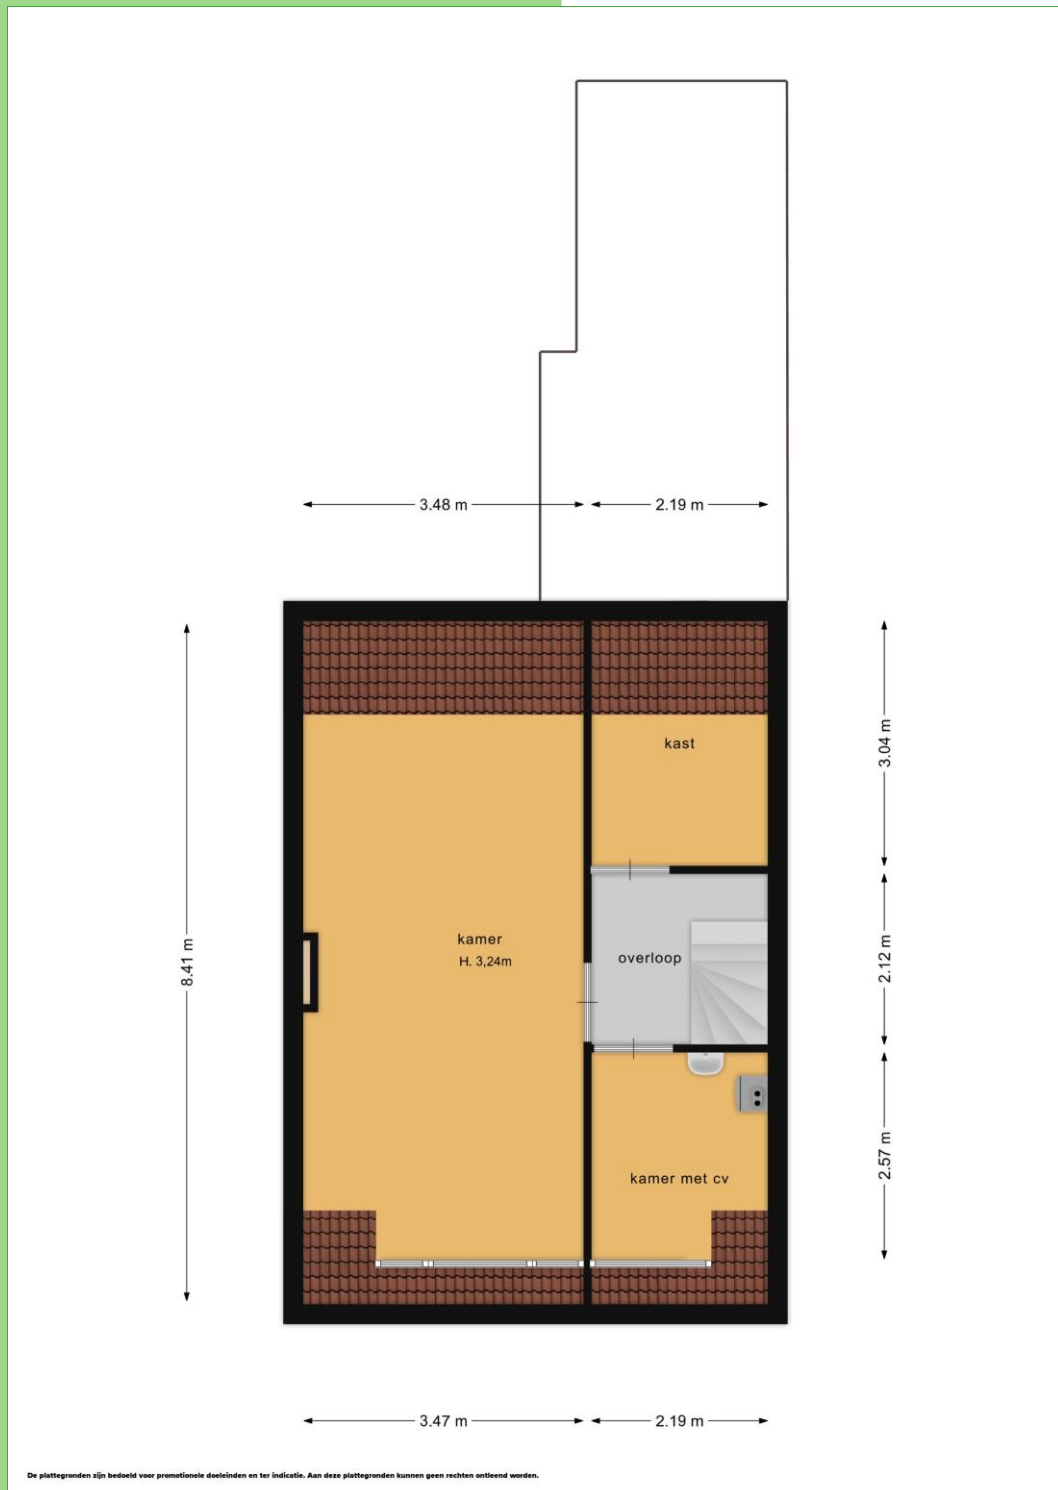 3.48 m
2.19 m
kast
3.04 m
kamer
H. 3,24m
overloop
8.41 m
2.12 m
kamer met cv
2.57 m
3.47 m
2.19 m
De plattegronden zijn bedoeld voor promotionele doeleinden en ter indicatie. Aan deze plattegronden kunnen geen rechten ontleend worden.